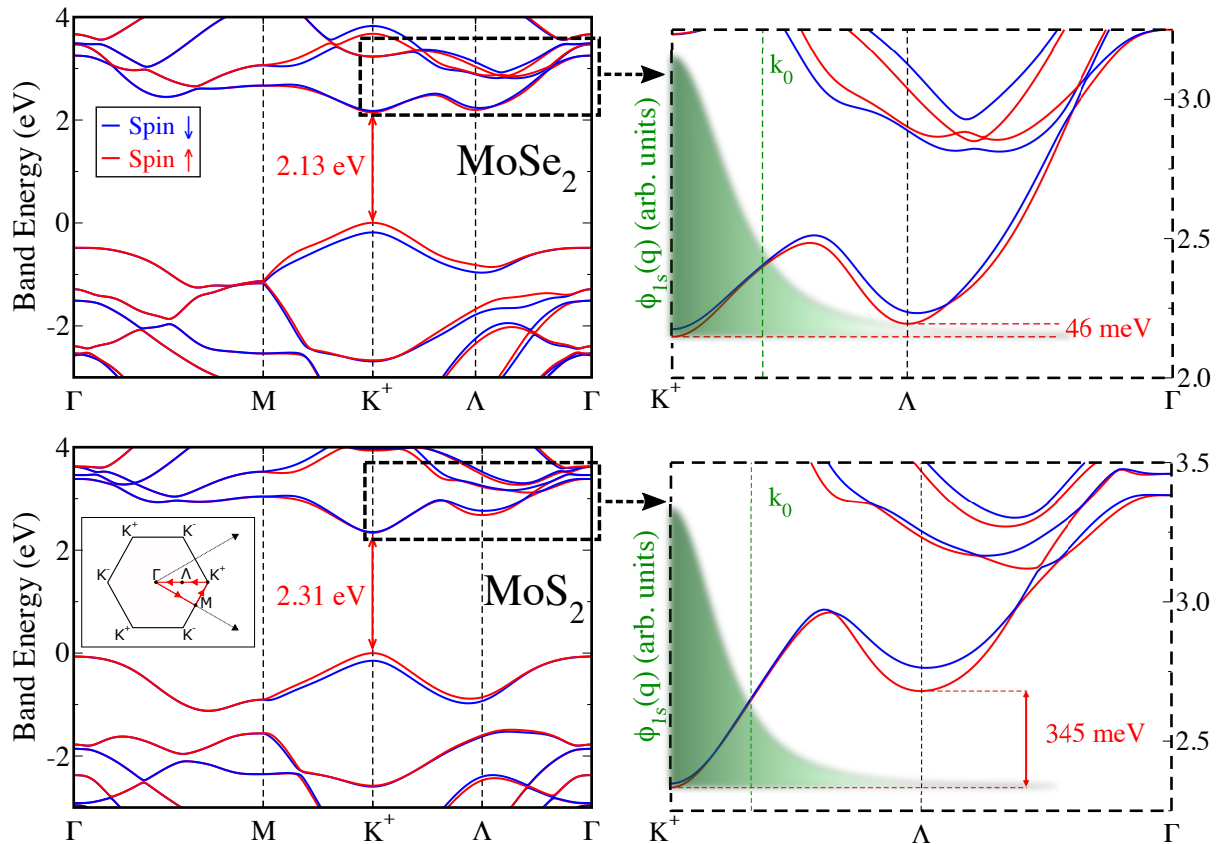 4
2
0
-2
Band Energy (eV)
Spin ↓
Spin ↑
2.13 eV
MoSe2
Γ M K+ Λ Γ
k0
ϕ1s(q) (arb. units)
3.0
2.5
2.0
46 meV
K+ Λ Γ
4
2
0
-2
Band Energy (eV)
2.31 eV
MoS2
K+ K-
K- Γ Λ K+
M
K+ K-
Γ M K+ Λ Γ
k0
ϕ1s(q) (arb. units)
3.5
3.0
2.5
345 meV
K+ Λ Γ